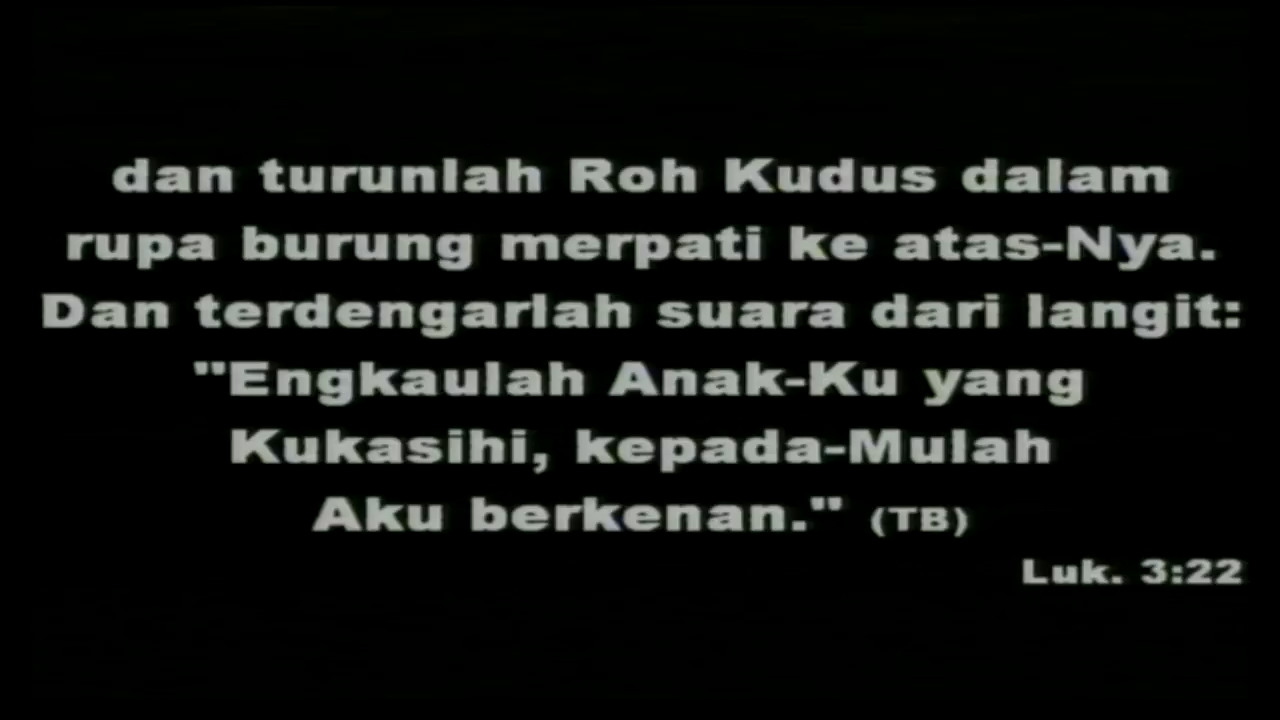 dan turunlah Roh Kudus dalam
rupa burung merpati ke atas-Nya.
Dan terdengarlah suara dari langit:
"Engkaulah Anak-Ku yang
Kukasihi, kepada-Mulah
Aku berkenan." (TB)
Luk. 3:22